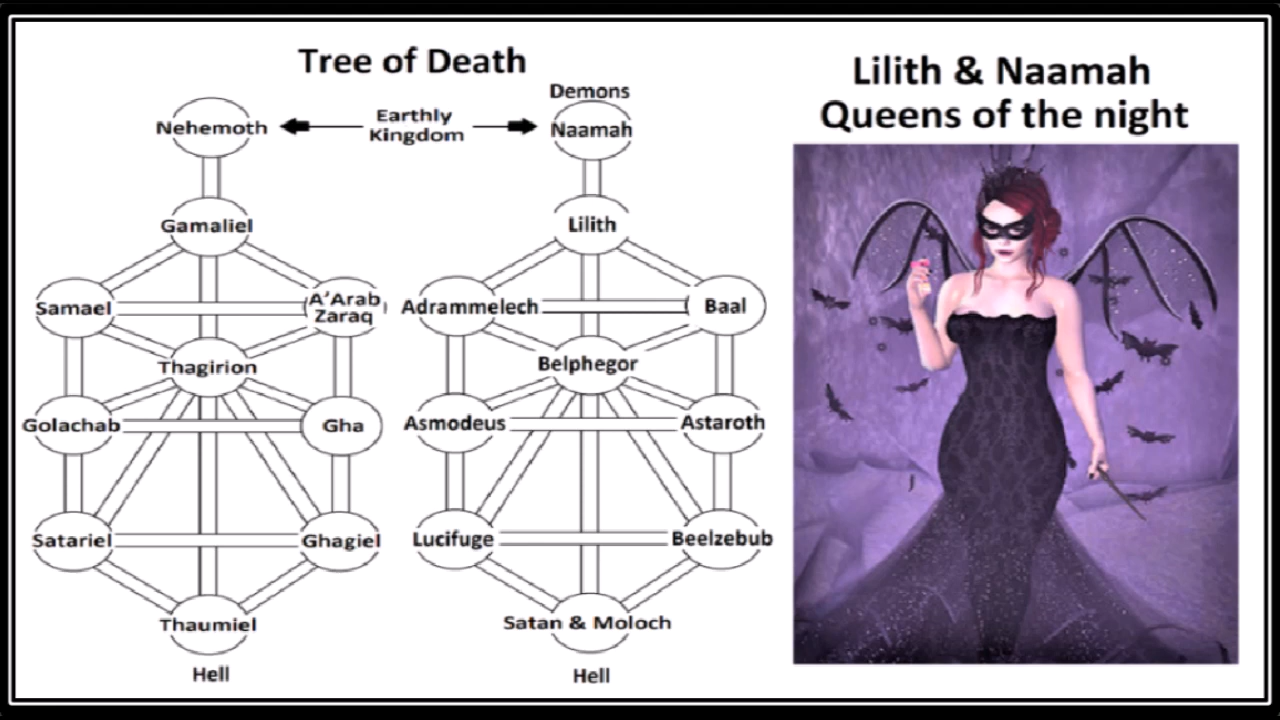 Tree of Death
Demons
Nehemoth
Earthly
Kingdom
Naamah
Gamaliel
Lilith
Samael
A'Arab
Zaraq
Adrammelech
Baal
Thagirion
Belphegor
Golachab
Gha
Asmodeus
Astaroth
Satariel
Ghagiel
Lucifuge
Beelzebub
Thaumiel
Satan & Moloch
Hell
Hell
Lilith & Naamah
Queens of the night